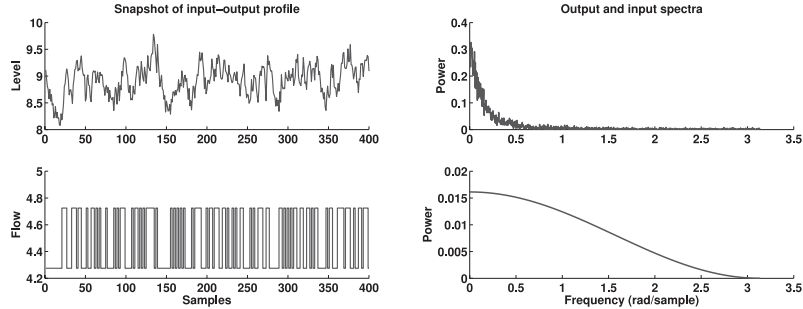 Snapshot of input–output profile
Level
10
9.5
9
8.5
8
0 50 100 150 200 250 300 350 400
Output and input spectra
Power
0.4
0.3
0.2
0.1
0
0 0.5 1 1.5 2 2.5 3 3.5
Flow
5
4.8
4.6
4.4
4.2
0 50 100 150 200 250 300 350 400
Samples
Power
0.02
0.015
0.01
0.005
0
0 0.5 1 1.5 2 2.5 3 3.5
Frequency (rad/sample)